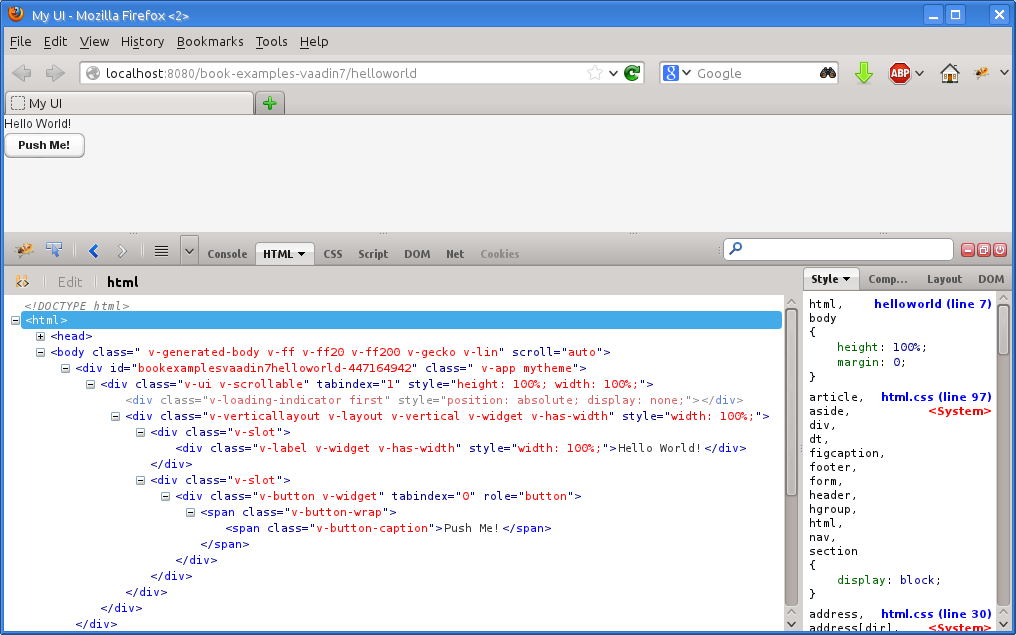 My UI - Mozilla Firefox <2>
File Edit View History Bookmarks Tools Help
localhost:8080/book-examples-vaadin7/helloworld
8 Google
ABP
My UI
Hello World!
Push Me!
Console HTML CSS Script DOM Net Cookies
Edit html
Style Comp... Layout DOM
<!DOCTYPE html>
<html>
<head>
<body class=" v-generated-body v-ff v-ff20 v-ff200 v-gecko v-lin" scroll="auto">
<div id="bookexamplesvaadin7helloworld-447164942" class=" v-app mytheme">
<div class="v-ui v-scrollable" tabindex="1" style="height: 100%; width: 100%;">
<div class="v-loading-indicator first" style="position: absolute; display: none;"></div>
<div class="v-verticallayout v-layout v-vertical v-widget v-has-width" style="width: 100%;">
<div class="v-slot">
<div class="v-label v-widget v-has-width" style="width: 100%;">Hello World!</div>
</div>
<div class="v-slot">
<div class="v-button v-widget" tabindex="0" role="button">
<span class="v-button-wrap">
<span class="v-button-caption">Push Me!</span>
</span>
</div>
</div>
</div>
</div>
</div>
html, helloworld (line 7)
body
{
height: 100%;
margin: 0;
}
article, html.css (line 97)
aside, <System>
div,
dt,
figcaption,
footer,
form,
header,
hgroup,
html,
nav,
section
{
display: block;
}
address, html.css (line 30)
address[dir], <System>